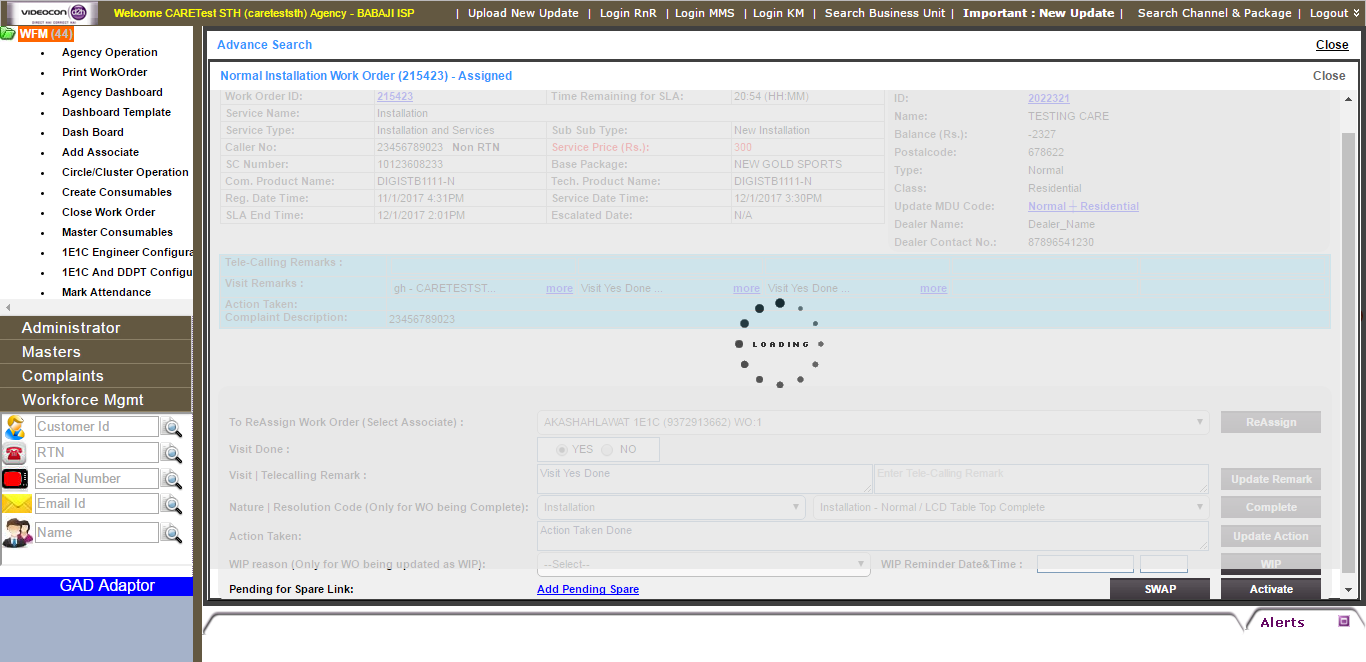 VIDEOCON d2h
DIRECT HAI CORRECT HAI
Welcome CARETest STH (careteststh) Agency - BABAJI ISP
| Upload New Update | Login RnR | Login MMS | Login KM | Search Business Unit | Important : New Update | Search Channel & Package | Logout
WFM (44)
Agency Operation
Print WorkOrder
Agency Dashboard
Dashboard Template
Dash Board
Add Associate
Circle/Cluster Operation
Create Consumables
Close Work Order
Master Consumables
1E1C Engineer Configura
1E1C And DDPT Configu
Mark Attendance
Administrator
Masters
Complaints
Workforce Mgmt
Customer Id
RTN
Serial Number
Email Id
Name
GAD Adaptor
Advance Search Close
Normal Installation Work Order (215423) - Assigned Close
Work Order ID: 215423 Time Remaining for SLA: 20:54 (HH:MM)
Service Name: Installation
Service Type: Installation and Services Sub Sub Type: New Installation
Caller No: 23456789023 Non RTN Service Price (Rs.): 300
SC Number: 10123608233 Base Package: NEW GOLD SPORTS
Com. Product Name: DIGISTB1111-N Tech. Product Name: DIGISTB1111-N
Reg. Date Time: 11/1/2017 4:31PM Service Date Time: 12/1/2017 3:30PM
SLA End Time: 12/1/2017 2:01PM Escalated Date: N/A
ID: 2022321
Name: TESTING CARE
Balance (Rs.): -2327
Postalcode: 678622
Type: Normal
Class: Residential
Update MDU Code: Normal ┼ Residential
Dealer Name: Dealer_Name
Dealer Contact No.: 87896541230
Tele-Calling Remarks :
Visit Remarks : gh - CARETESTST... more Visit Yes Done ... more Visit Yes Done ... more
Action Taken:
Complaint Description: 23456789023
LOADING
To ReAssign Work Order (Select Associate) : AKASHAHLAWAT 1E1C (9372913662) WO:1 ReAssign
Visit Done : YES NO
Visit | Telecalling Remark : Visit Yes Done Enter Tele-Calling Remark Update Remark
Nature | Resolution Code (Only for WO being Complete): Installation Installation - Normal / LCD Table Top Complete Complete
Action Taken: Action Taken Done Update Action
WIP reason (Only for WO being updated as WIP): --Select-- WIP Reminder Date&Time : WIP
Pending for Spare Link: Add Pending Spare SWAP Activate
Alerts